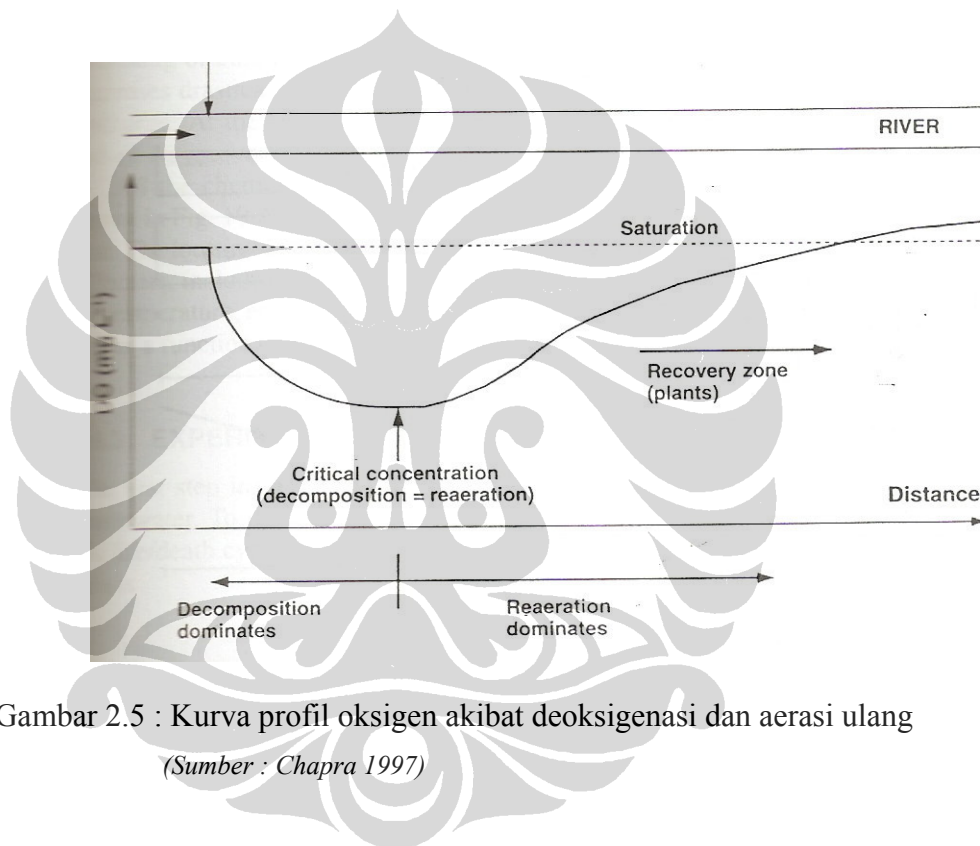 RIVER
Saturation
Recovery zone
(plants)
Critical concentration
(decomposition = reaeration)
Distance
Decomposition
dominates
Reaeration
dominates
Gambar 2.5 : Kurva profil oksigen akibat deoksigenasi dan aerasi ulang
(Sumber : Chapra 1997)